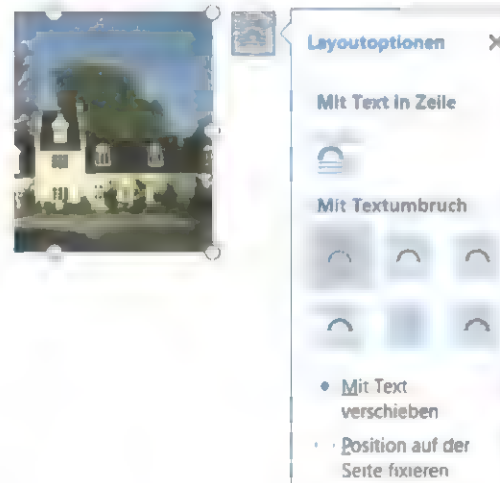 Layoutoptionen
Mit Text in Zeile
Mit Textumbruch
Mit Text
verschieben
Position auf der
Seite fixieren